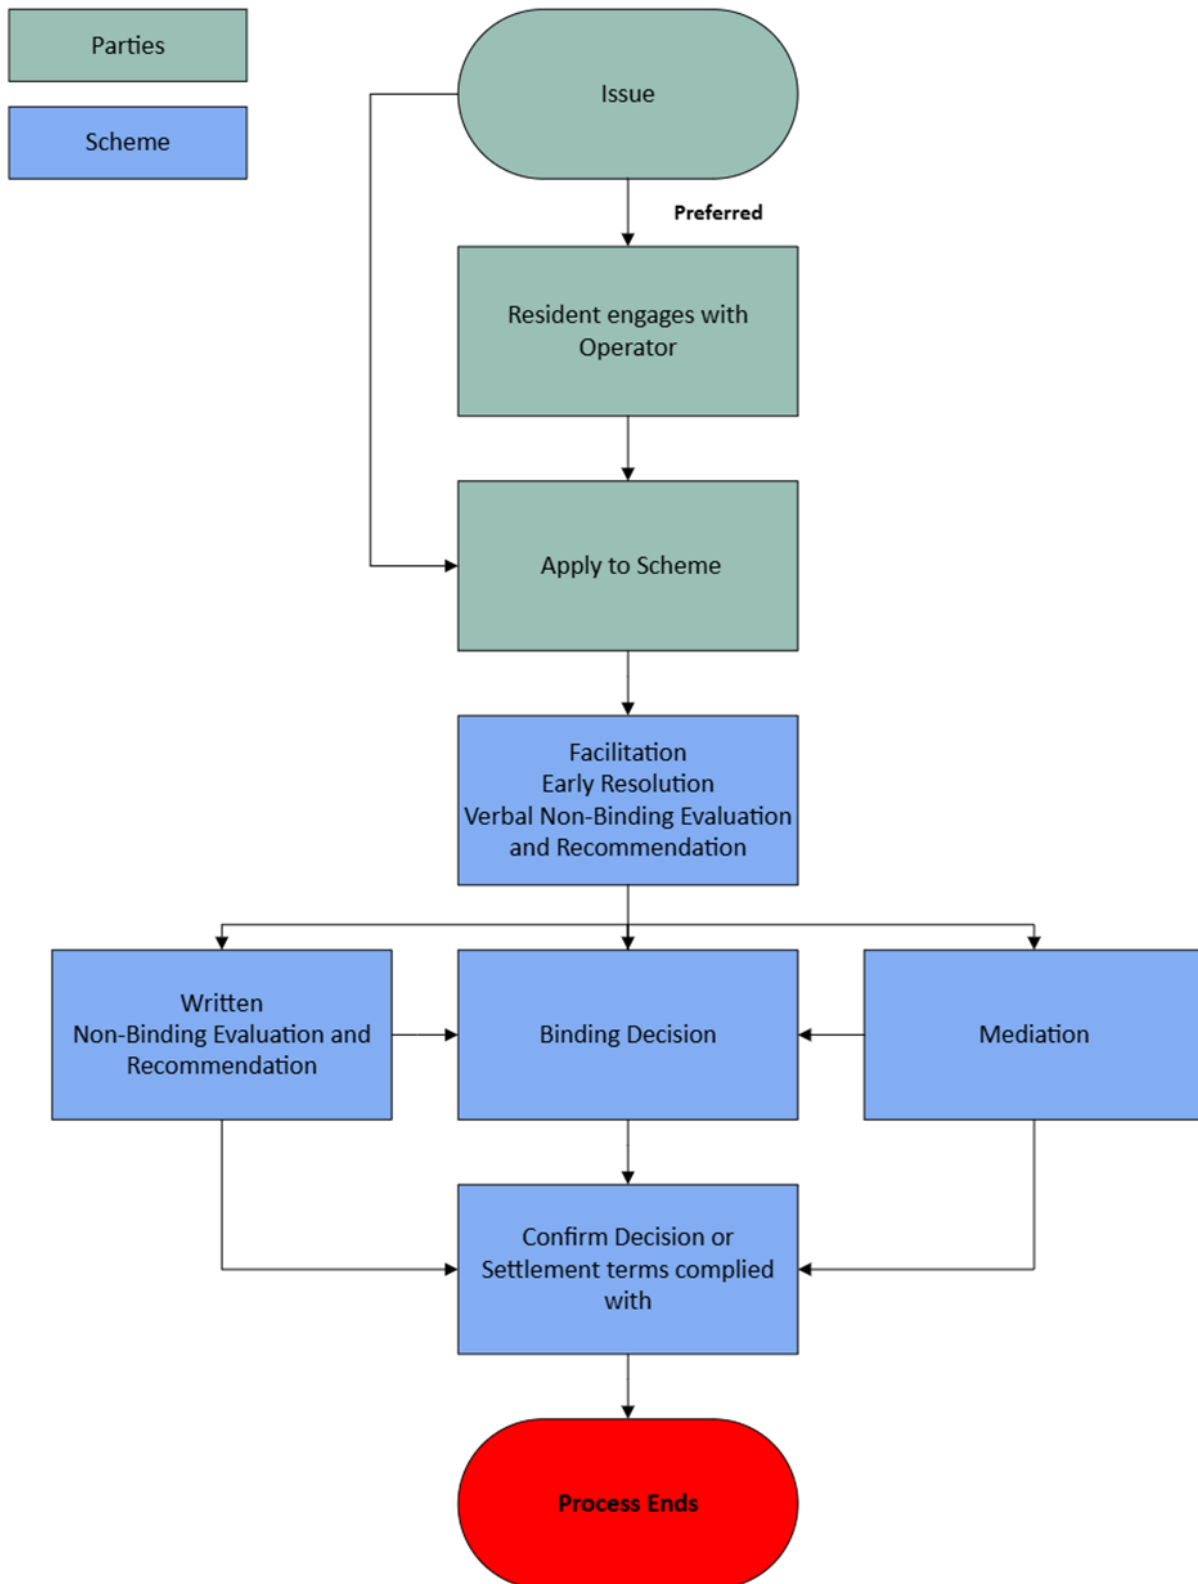 Parties
Scheme
Issue
Preferred
Resident engages with
Operator
Apply to Scheme
Facilitation
Early Resolution
Verbal Non-Binding Evaluation
and Recommendation
Written
Non-Binding Evaluation and
Recommendation
Binding Decision
Mediation
Confirm Decision or
Settlement terms complied
with
Process Ends